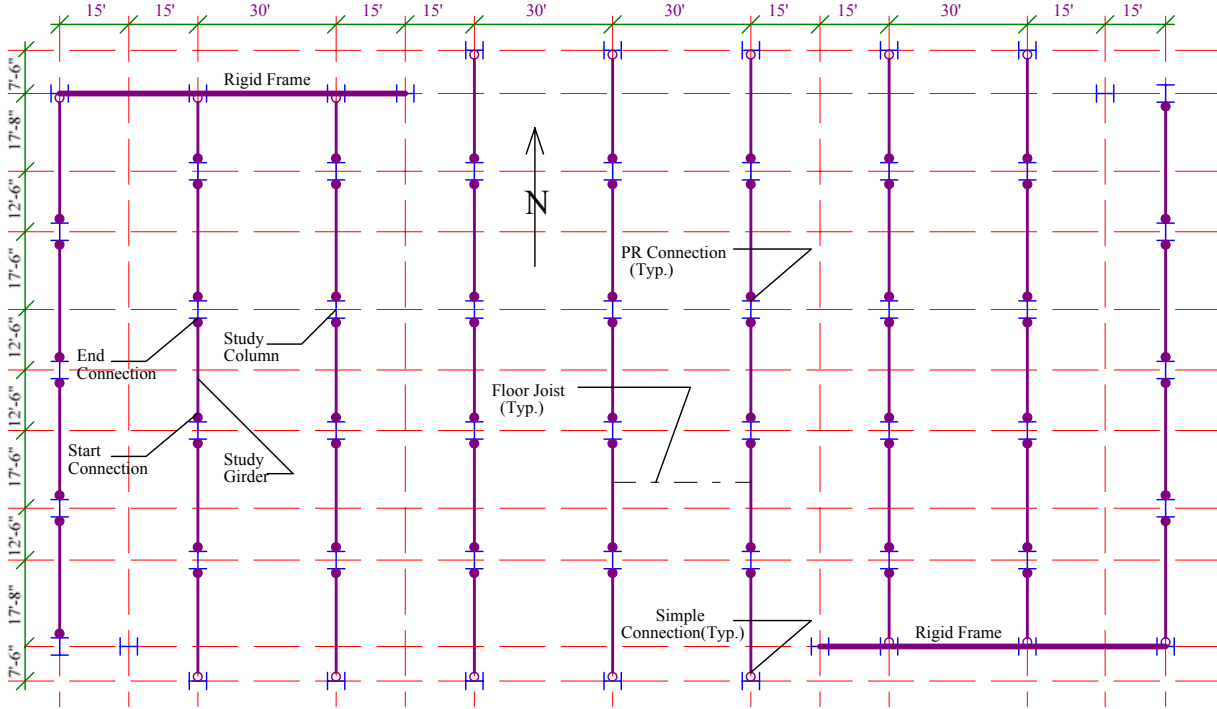 15' 15' 30' 15' 15' 30' 30' 15' 15' 30' 15' 15'
7'-6"
Rigid Frame
17'-8"
12'-6"
N
17'-6"
PR Connection
(Typ.)
12'-6"
Study
Column
End
Connection
12'-6"
Floor Joist
(Typ.)
Start
Connection
Study
Girder
17'-6"
12'-6"
17'-8"
Simple
Connection(Typ.)
Rigid Frame
7'-6"